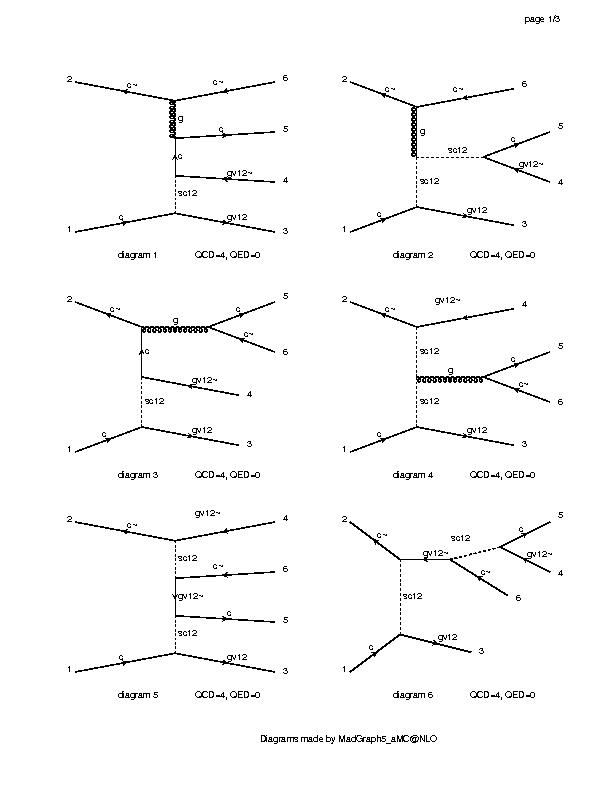 page 1/3
2 c~ c~ 6
g
c 5
c
gv12~ 4
sc12
1 c gv12 3
diagram 1 QCD=4, QED=0
2 c~ c~ 6
g
sc12 c 5
gv12~ 4
sc12
1 c gv12 3
diagram 2 QCD=4, QED=0
2 c~ g c 5
c~ 6
c
gv12~ 4
sc12
1 c gv12 3
diagram 3 QCD=4, QED=0
2 c~ gv12~ 4
sc12
g c 5
c~ 6
sc12
1 c gv12 3
diagram 4 QCD=4, QED=0
2 c~ gv12~ 4
sc12
c~ 6
gv12~
c 5
sc12
1 c gv12 3
diagram 5 QCD=4, QED=0
2 c~ sc12 c 5
gv12~ gv12~ 4
c~ 6
sc12
c gv12 3
1
diagram 6 QCD=4, QED=0
Diagrams made by MadGraph5_aMC@NLO